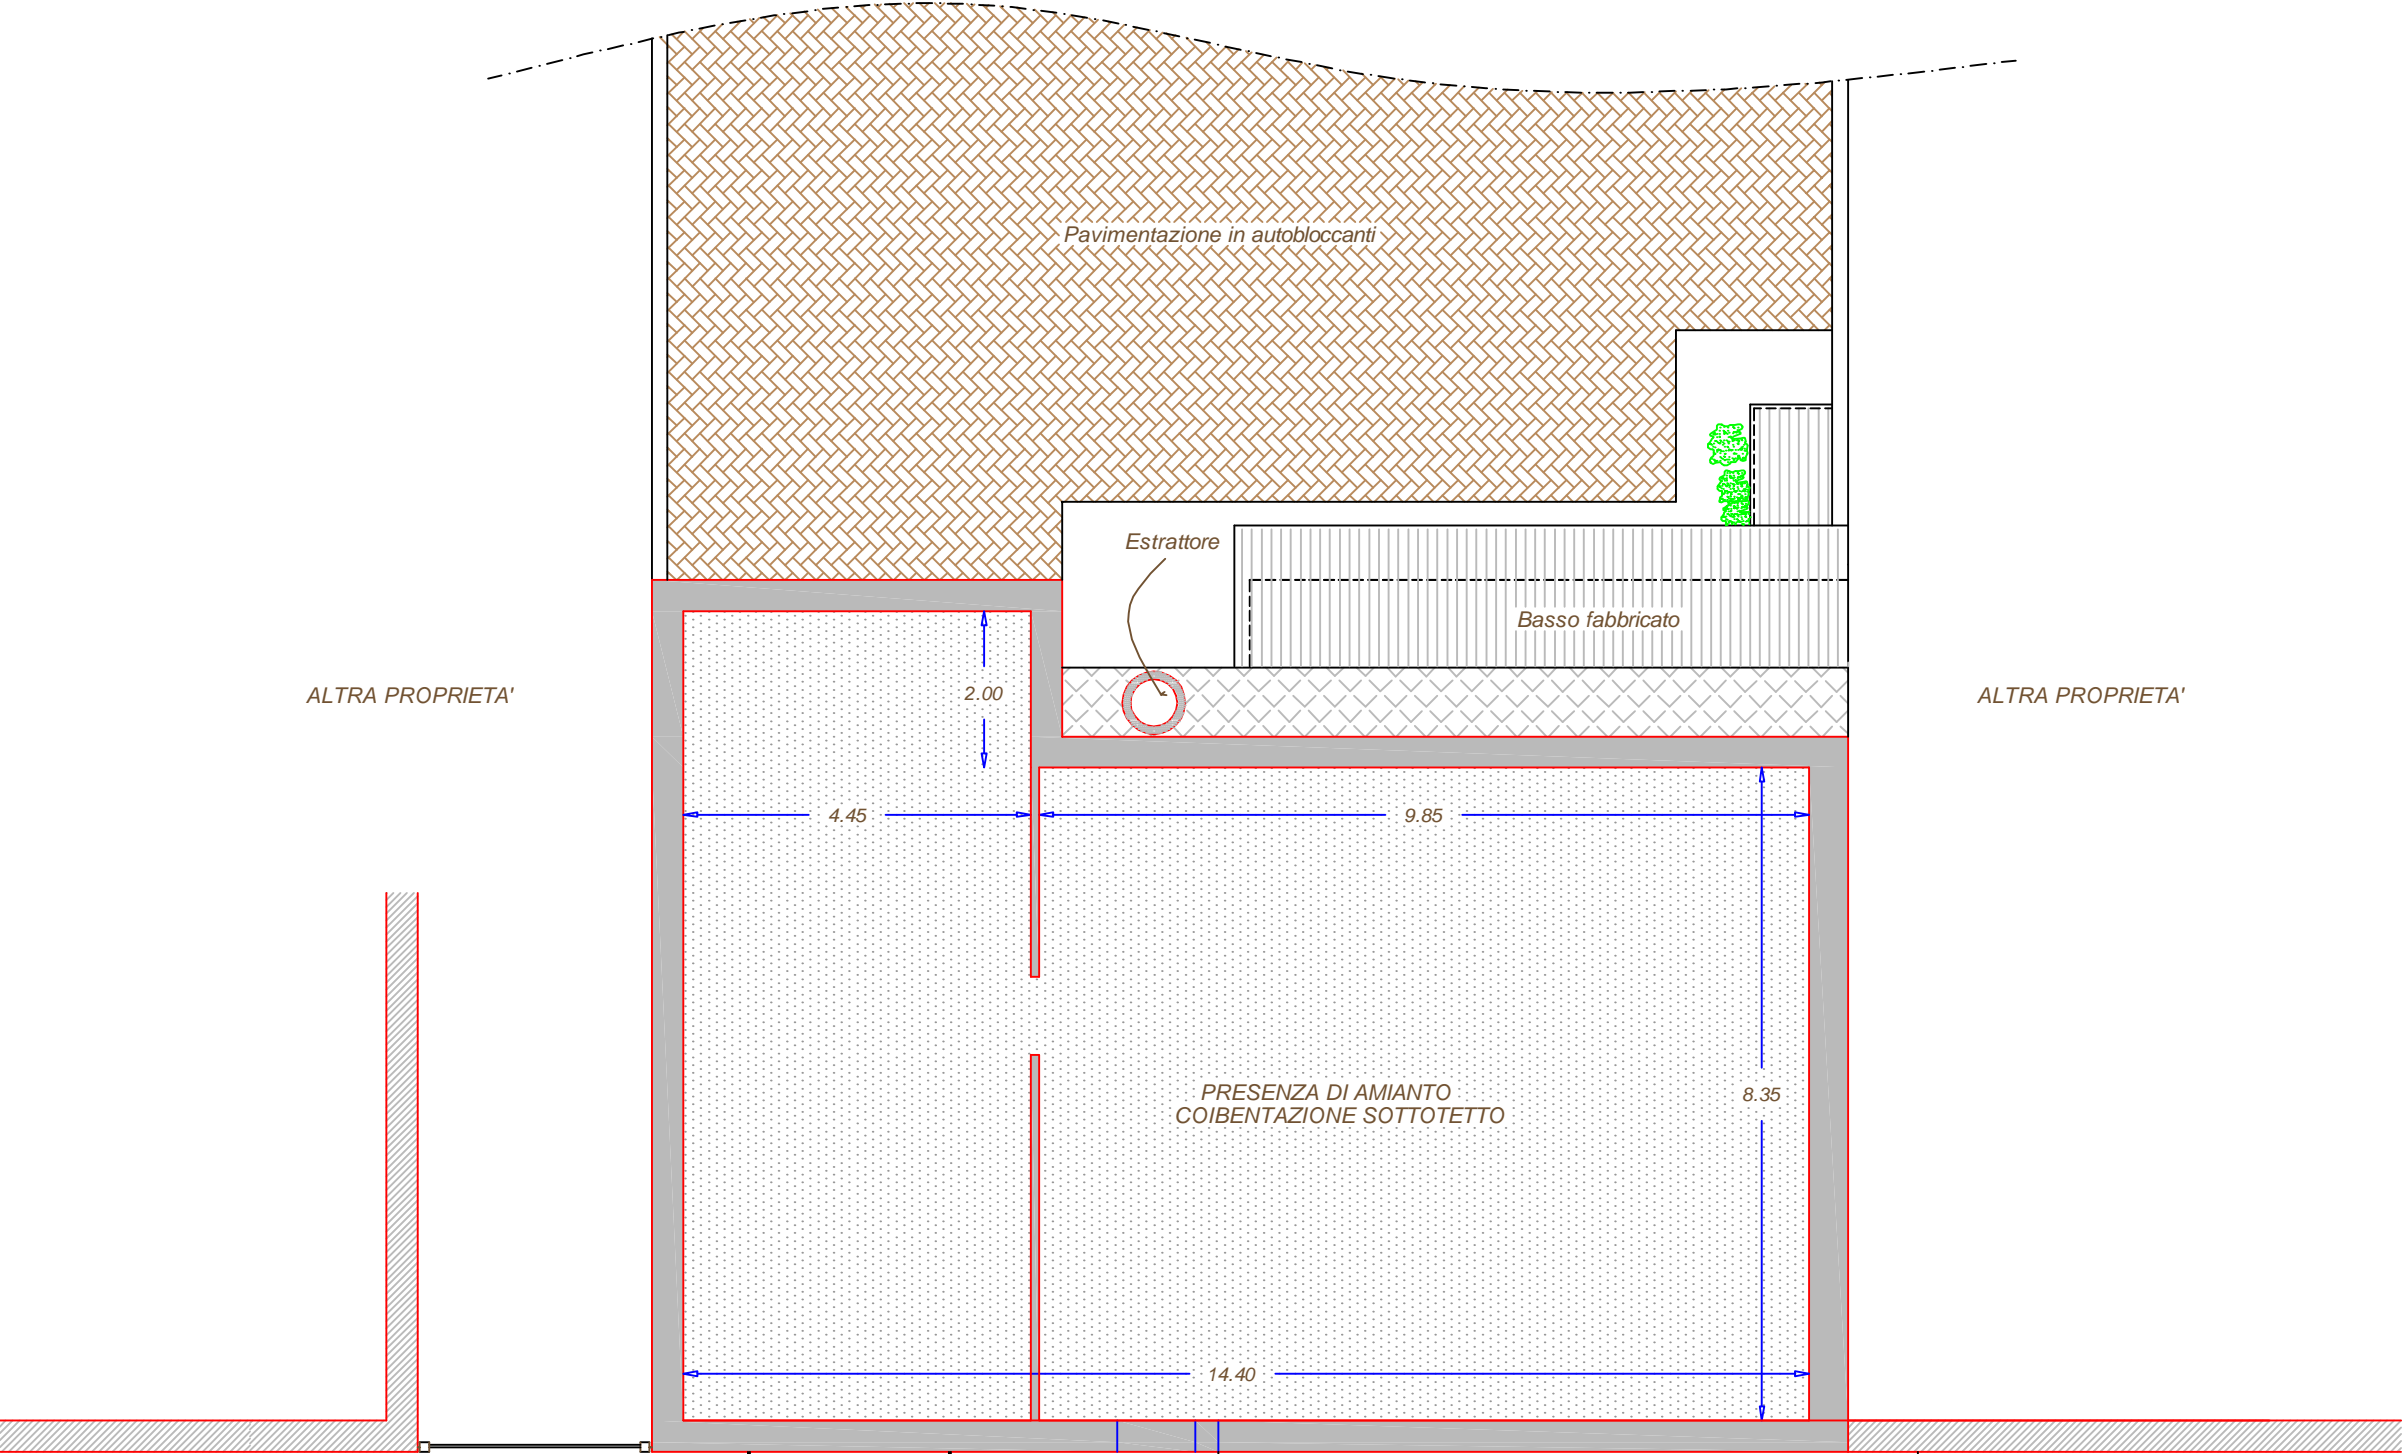 Pavimentazione in autobloccanti
Estrattore
Basso fabbricato
ALTRA PROPRIETA'
2.00
ALTRA PROPRIETA'
4.45
9.85
PRESENZA DI AMIANTO
COIBENTAZIONE SOTTOTETTO
8.35
14.40